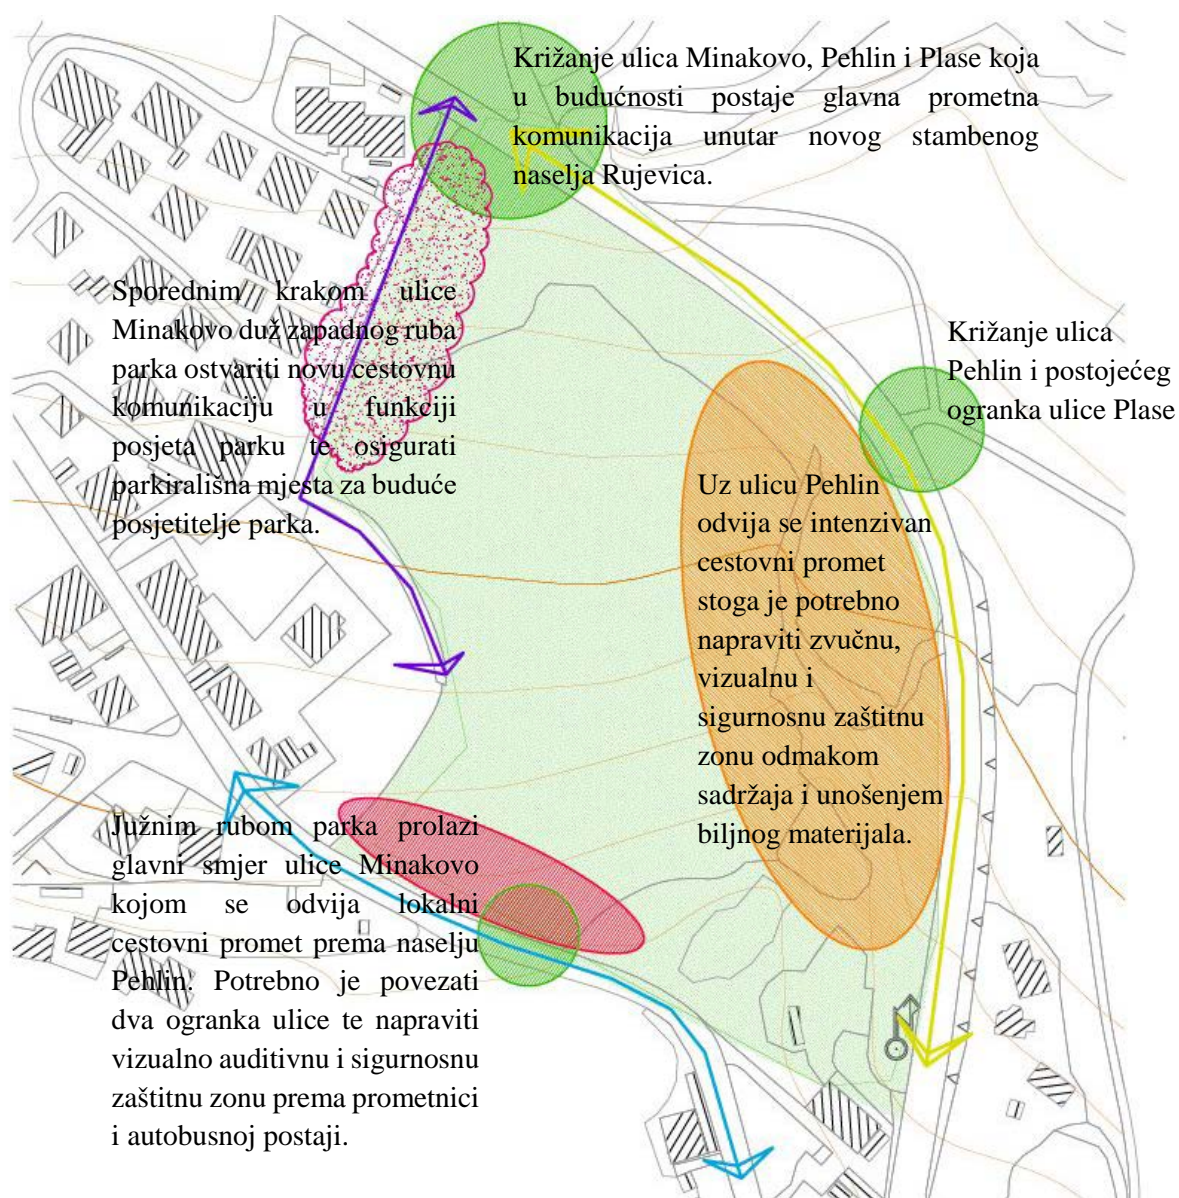 Križanje ulica Minakovo, Pehlin i Plase koja
u budućnosti postaje glavna prometna
komunikacija unutar novog stambenog
naselja Rujevica.
Sporednim krakom ulice
Minakovo duž zapadnog ruba
parka ostvariti novu cestovnu
komunikaciju u funkciji
posjeta parku te osigurati
parkirališna mjesta za buduće
posjetitelje parka.
Križanje ulica
Pehlin i postojećeg
ogranka ulice Plase
Uz ulicu Pehlin
odvija se intenzivan
cestovni promet
stoga je potrebno
napraviti zvučnu,
vizualnu i
sigurnosnu zaštitnu
zonu odmakom
sadržaja i unošenjem
biljnog materijala.
Južnim rubom parka prolazi
glavni smjer ulice Minakovo
kojom se odvija lokalni
cestovni promet prema naselju
Pehlin. Potrebno je povezati
dva ogranka ulice te napraviti
vizualno auditivnu i sigurnosnu
zaštitnu zonu prema prometnici
i autobusnoj postaji.